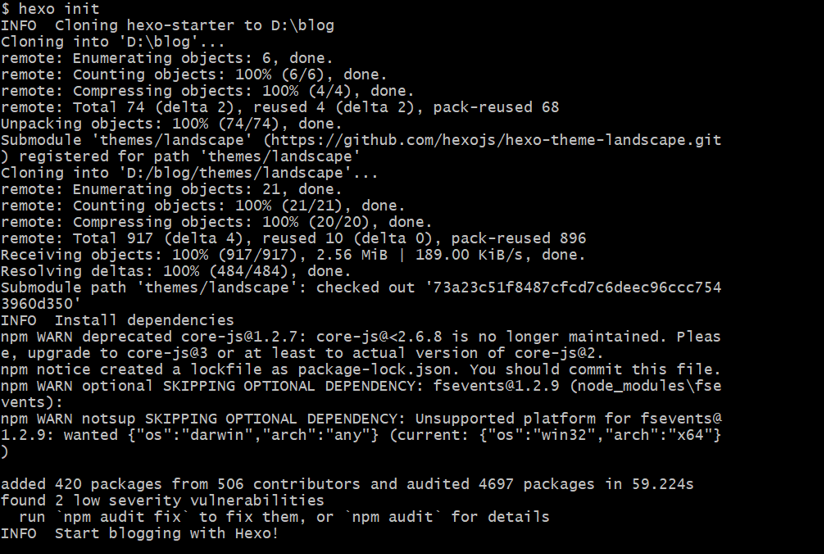 $ hexo init
INFO  Cloning hexo-starter to D:\blog
Cloning into 'D:\blog'...
remote: Enumerating objects: 6, done.
remote: Counting objects: 100% (6/6), done.
remote: Compressing objects: 100% (4/4), done.
remote: Total 74 (delta 2), reused 4 (delta 2), pack-reused 68
Unpacking objects: 100% (74/74), done.
Submodule 'themes/landscape' (https://github.com/hexojs/hexo-theme-landscape.git
) registered for path 'themes/landscape'
Cloning into 'D:/blog/themes/landscape'...
remote: Enumerating objects: 21, done.
remote: Counting objects: 100% (21/21), done.
remote: Compressing objects: 100% (20/20), done.
remote: Total 917 (delta 4), reused 10 (delta 0), pack-reused 896
Receiving objects: 100% (917/917), 2.56 MiB | 189.00 KiB/s, done.
Resolving deltas: 100% (484/484), done.
Submodule path 'themes/landscape': checked out '73a23c51f8487cfcd7c6deec96ccc754
3960d350'
INFO  Install dependencies
npm WARN deprecated core-js@1.2.7: core-js@<2.6.8 is no longer maintained. Pleas
e, upgrade to core-js@3 or at least to actual version of core-js@2.
npm notice created a lockfile as package-lock.json. You should commit this file.
npm WARN optional SKIPPING OPTIONAL DEPENDENCY: fsevents@1.2.9 (node_modules\fse
vents):
npm WARN notsup SKIPPING OPTIONAL DEPENDENCY: Unsupported platform for fsevents@
1.2.9: wanted {"os":"darwin","arch":"any"} (current: {"os":"win32","arch":"x64"}
)
added 420 packages from 506 contributors and audited 4697 packages in 59.224s
found 2 low severity vulnerabilities
  run `npm audit fix` to fix them, or `npm audit` for details
INFO  Start blogging with Hexo!